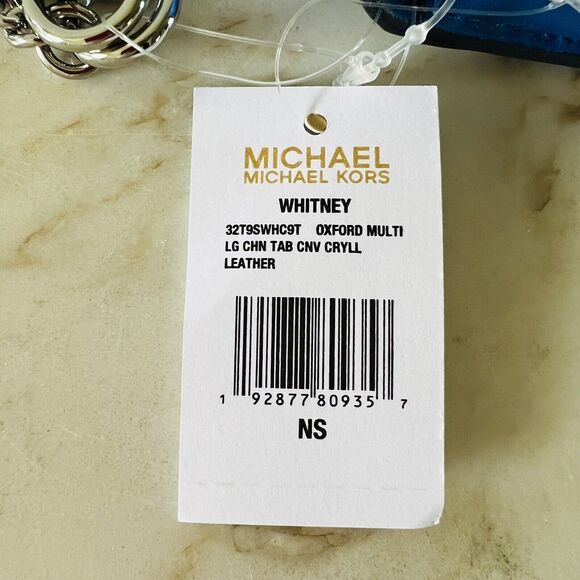 MICHAEL
MICHAEL KORS
WHITNEY
32T9SWHC9T OXFORD MULTI
LG CHN TAB CNV CRYLL
LEATHER
1 92877 80935 7
NS